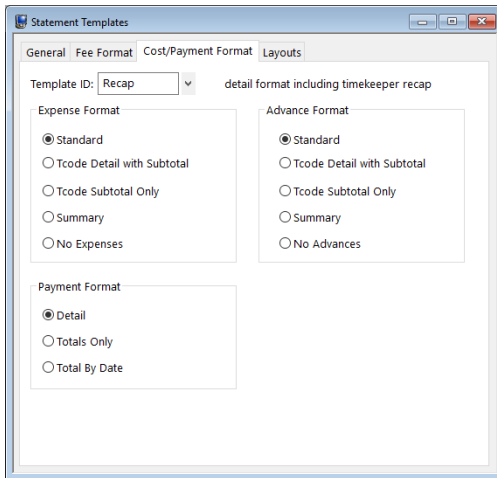 Statement Templates
General Fee Format Cost/Payment Format Layouts
Template ID: Recap detail format including timekeeper recap
Expense Format
Standard
Tcode Detail with Subtotal
Tcode Subtotal Only
Summary
No Expenses
Advance Format
Standard
Tcode Detail with Subtotal
Tcode Subtotal Only
Summary
No Advances
Payment Format
Detail
Totals Only
Total By Date